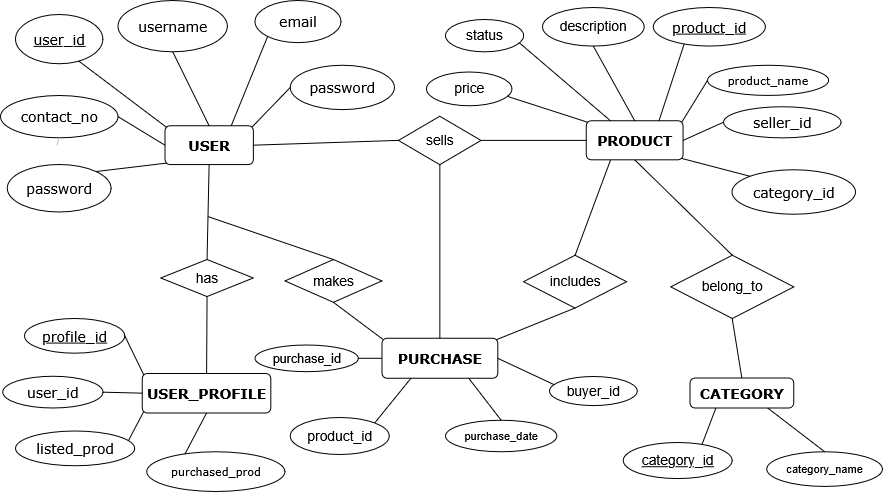 email
username
user_id
password
contact_no
USER
password
status
description
product_id
price
product_name
seller_id
PRODUCT
category_id
sells
has
makes
includes
belong_to
profile_id
user_id
USER_PROFILE
listed_prod
purchased_prod
purchase_id
PURCHASE
buyer_id
product_id
purchase_date
CATEGORY
category_id
category_name